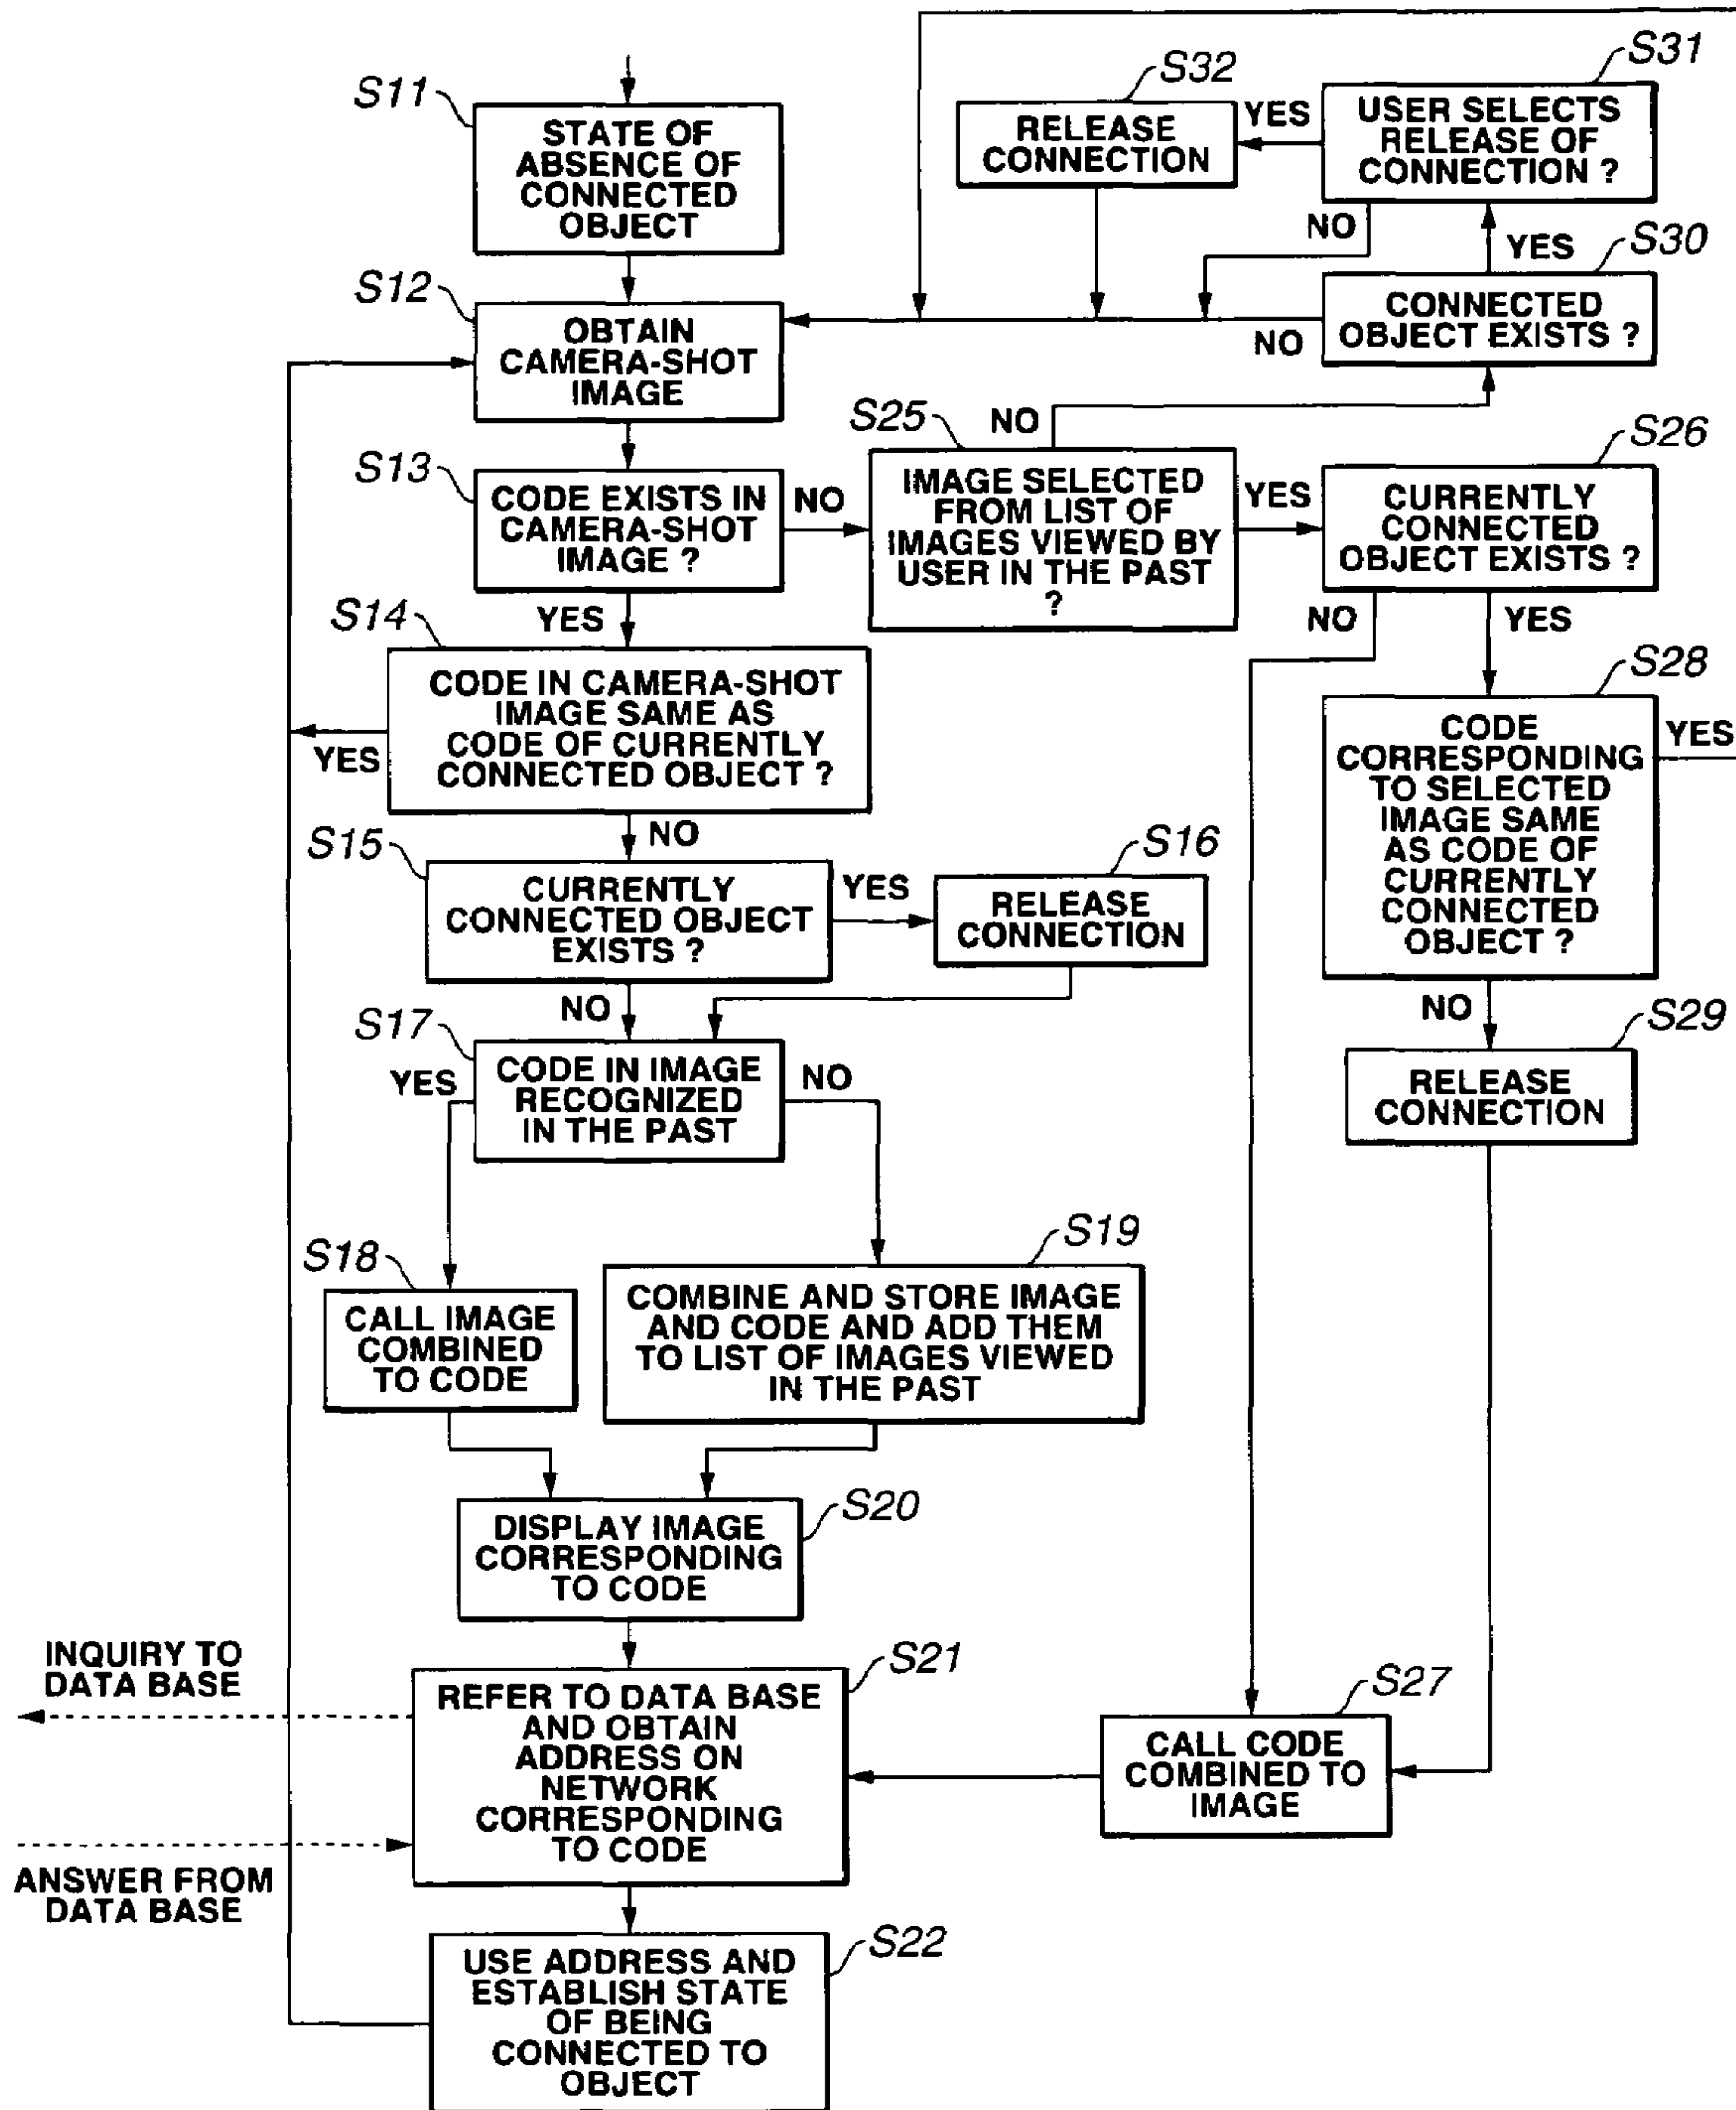 S11
STATE OF
ABSENCE OF
CONNECTED
OBJECT
S12
OBTAIN
CAMERA-SHOT
IMAGE
S13
CODE EXISTS IN
CAMERA-SHOT
IMAGE ?
NO
YES
S14
CODE IN CAMERA-SHOT
IMAGE SAME AS
CODE OF CURRENTLY
CONNECTED OBJECT ?
YES
NO
S15
CURRENTLY
CONNECTED OBJECT
EXISTS ?
YES
NO
S16
RELEASE
CONNECTION
S17
CODE IN IMAGE
RECOGNIZED
IN THE PAST
YES
NO
S18
CALL IMAGE
COMBINED
TO CODE
S19
COMBINE AND STORE IMAGE
AND CODE AND ADD THEM
TO LIST OF IMAGES VIEWED
IN THE PAST
S20
DISPLAY IMAGE
CORRESPONDING
TO CODE
INQUIRY TO
DATA BASE
S21
REFER TO DATA BASE
AND OBTAIN
ADDRESS ON
NETWORK
CORRESPONDING
TO CODE
ANSWER FROM
DATA BASE
S22
USE ADDRESS AND
ESTABLISH STATE
OF BEING
CONNECTED TO
OBJECT
S32
RELEASE
CONNECTION
S31
USER SELECTS
RELEASE OF
CONNECTION ?
YES
NO
S30
CONNECTED
OBJECT EXISTS ?
YES
NO
S25
IMAGE SELECTED
FROM LIST OF
IMAGES VIEWED BY
USER IN THE PAST
?
NO
YES
S26
CURRENTLY
CONNECTED
OBJECT EXISTS ?
NO
YES
S28
CODE
CORRESPONDING
TO SELECTED
IMAGE SAME
AS CODE OF
CURRENTLY
CONNECTED
OBJECT ?
YES
NO
S29
RELEASE
CONNECTION
S27
CALL CODE
COMBINED TO
IMAGE